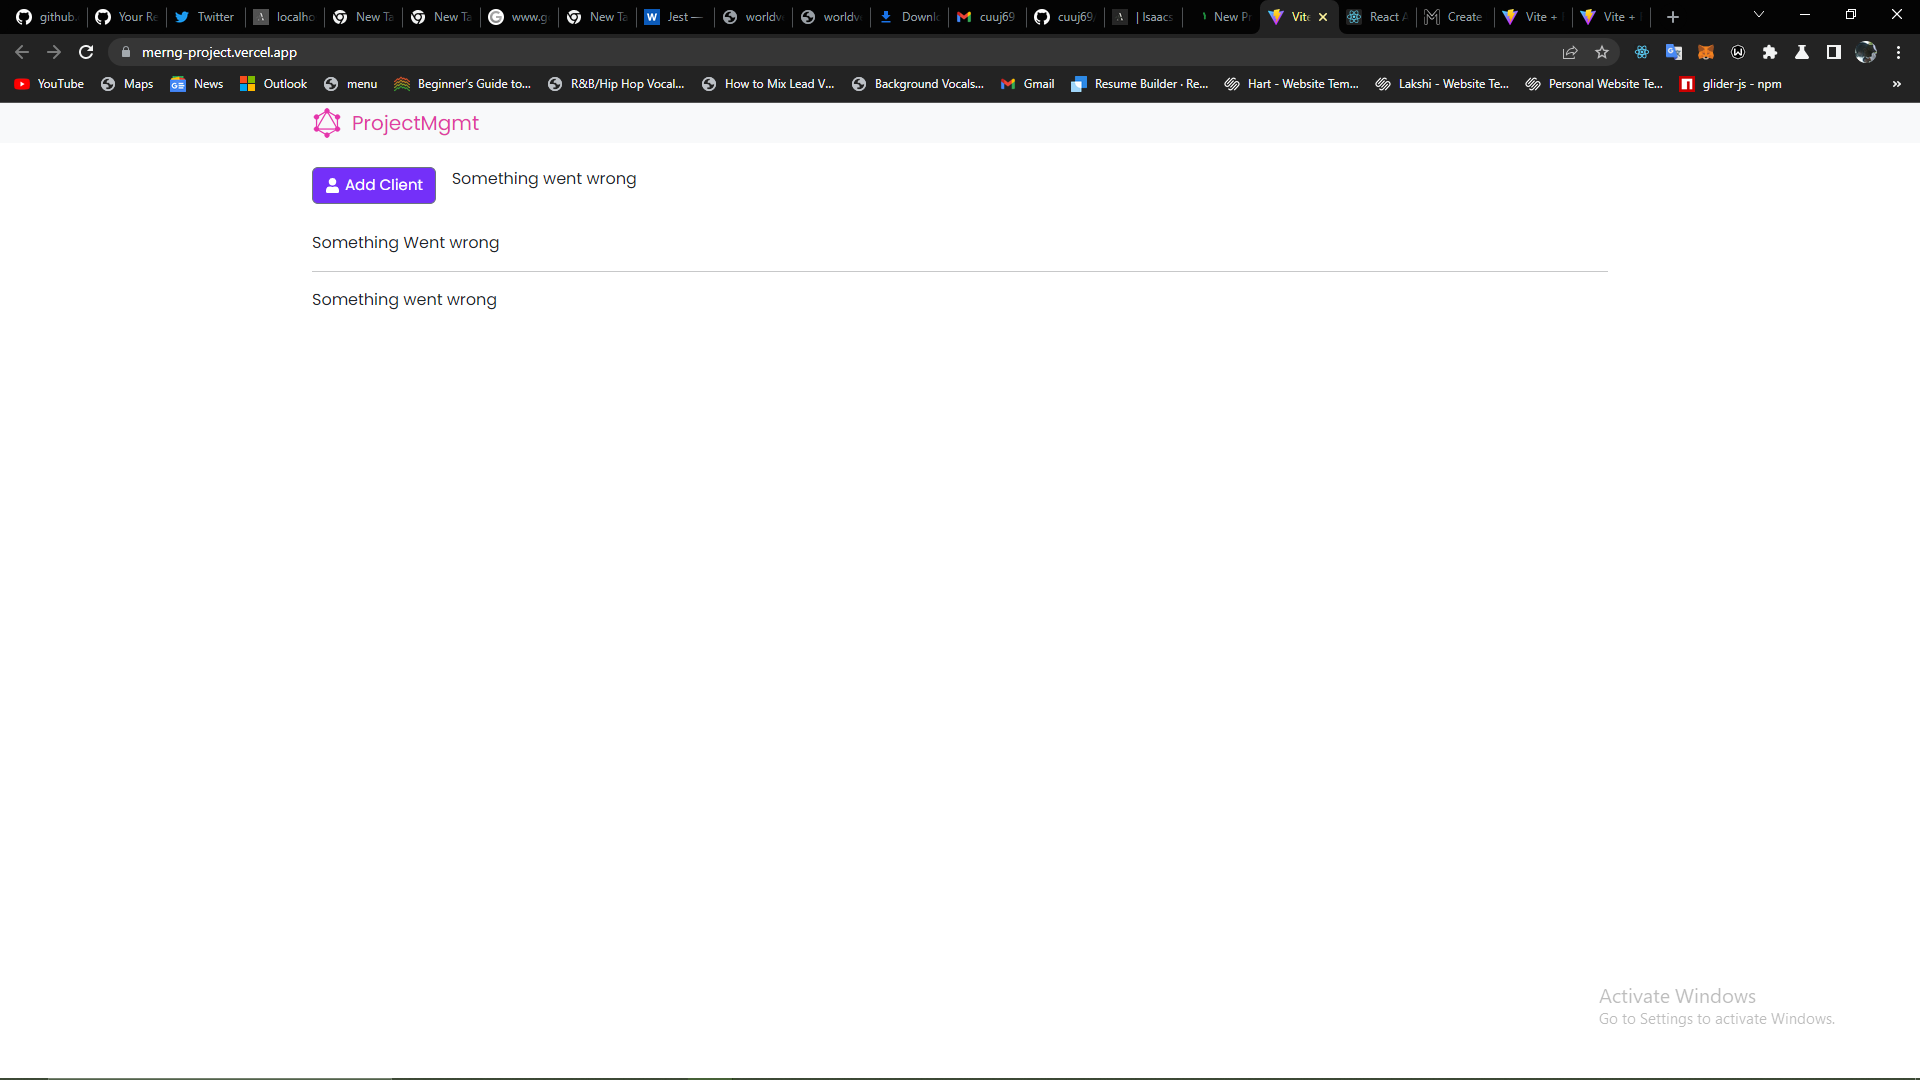 github.
Your Re
Twitter
localho
New Ta
New Ta
www.g
New Ta
Jest —
worldv
worldv
Downlo
cuuj69
cuuj69/
| Isaacs
New Pr
Vite
React A
Create
Vite +
Vite +
merng-project.vercel.app
YouTube
Maps
News
Outlook
menu
Beginner's Guide to...
R&B/Hip Hop Vocal...
How to Mix Lead V...
Background Vocals...
Gmail
Resume Builder · Re...
Hart - Website Tem...
Lakshi - Website Te...
Personal Website Te...
glider-js - npm
»
ProjectMgmt
Add Client
Something went wrong
Something Went wrong
Something went wrong
Activate Windows
Go to Settings to activate Windows.